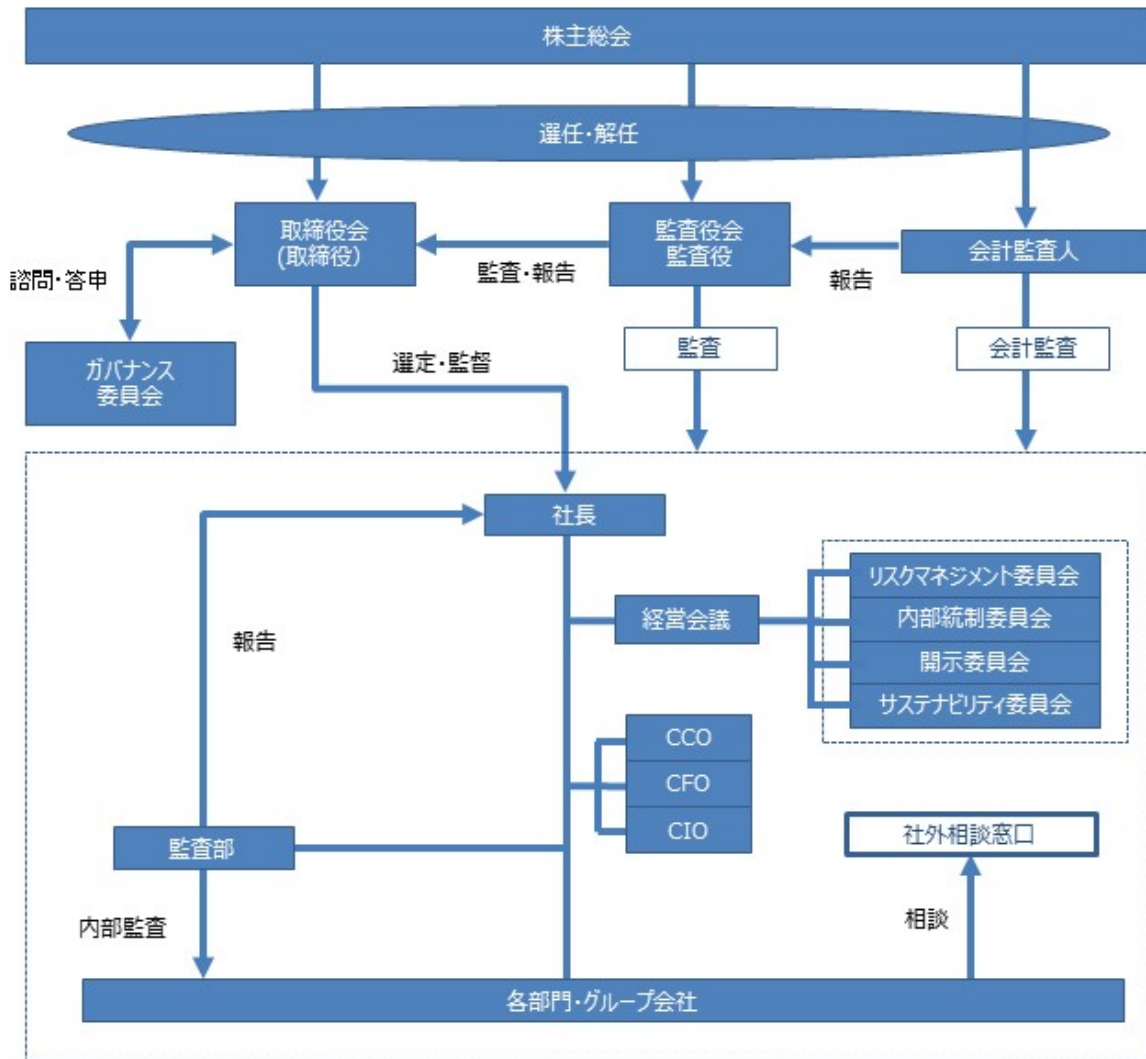 株主総会
選任・解任
取締役会
(取締役)
監査役会
監査役
会計監査人
監査・報告
報告
諮問・答申
ガバナンス
委員会
選定・監督
監査
会計監査
社長
リスクマネジメント委員会
経営会議
内部統制委員会
開示委員会
サステナビリティ委員会
報告
CCO
CFO
CIO
監査部
社外相談窓口
内部監査
相談
各部門・グループ会社